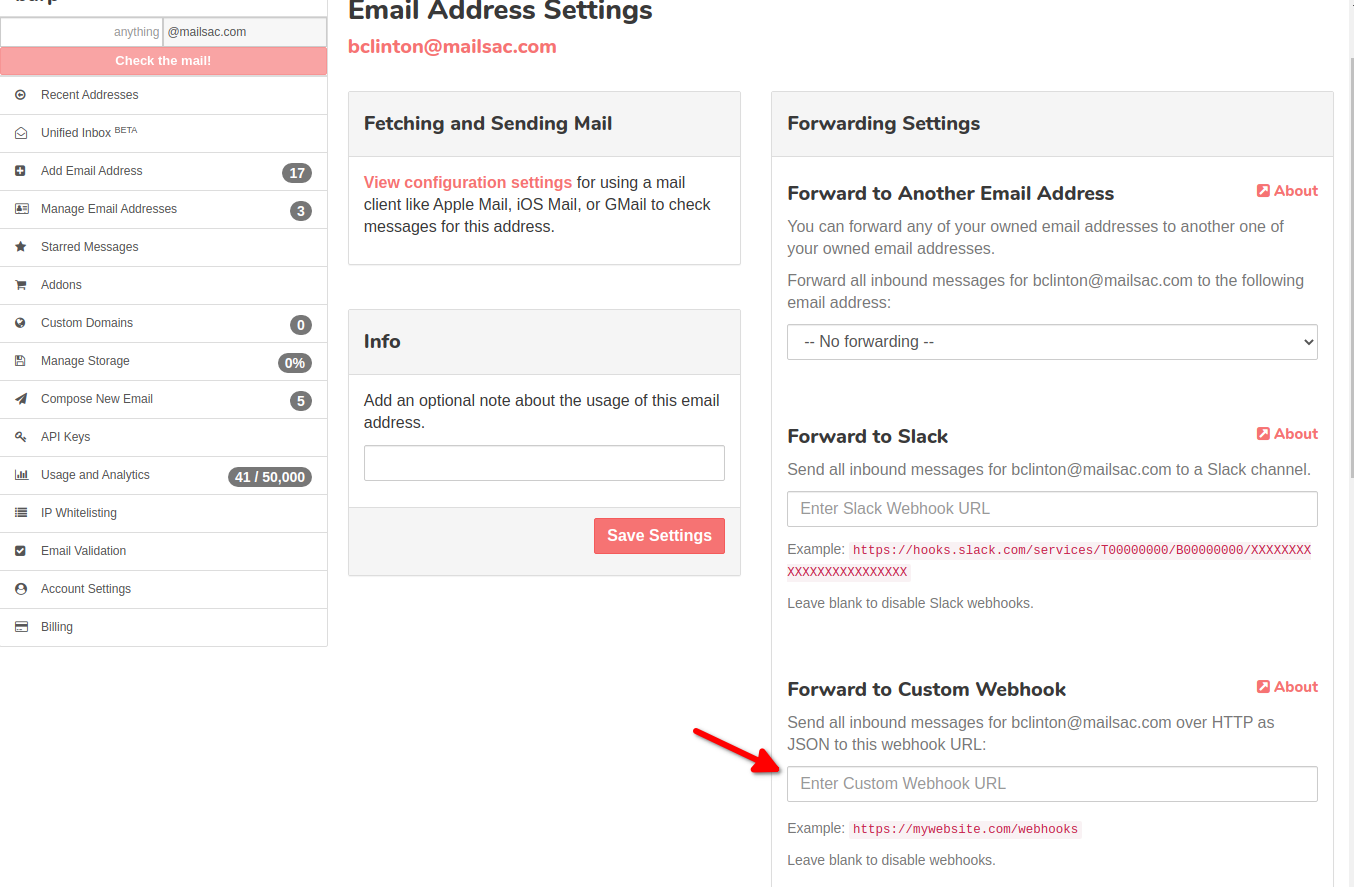 anything @mailsac.com
Check the mail!
Recent Addresses
Unified Inbox BETA
Add Email Address 17
Manage Email Addresses 3
Starred Messages
Addons
Custom Domains 0
Manage Storage 0%
Compose New Email 5
API Keys
Usage and Analytics 41 / 50,000
IP Whitelisting
Email Validation
Account Settings
Billing
Email Address Settings
bclinton@mailsac.com
Fetching and Sending Mail
View configuration settings for using a mail
client like Apple Mail, iOS Mail, or GMail to check
messages for this address.
Info
Add an optional note about the usage of this email
address.
Save Settings
Forwarding Settings
Forward to Another Email Address About
You can forward any of your owned email addresses to another one of
your owned email addresses.
Forward all inbound messages for bclinton@mailsac.com to the following
email address:
-- No forwarding --
Forward to Slack About
Send all inbound messages for bclinton@mailsac.com to a Slack channel.
Enter Slack Webhook URL
Example: https://hooks.slack.com/services/T00000000/B00000000/XXXXXXXX
XXXXXXXXXXXXXXXX
Leave blank to disable Slack webhooks.
Forward to Custom Webhook About
Send all inbound messages for bclinton@mailsac.com over HTTP as
JSON to this webhook URL:
Enter Custom Webhook URL
Example: https://mywebsite.com/webhooks
Leave blank to disable webhooks.